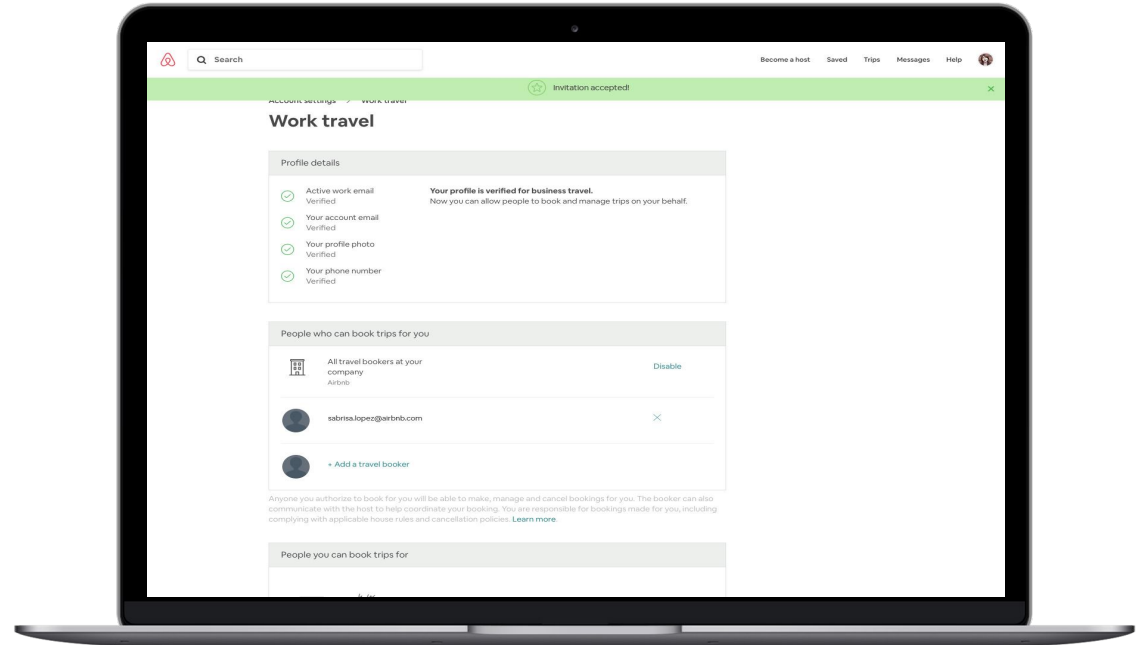 Search
Become a host Saved Trips Messages Help
Invitation accepted!
Account settings > Work travel
Work travel
Profile details
Active work email
Verified
Your account email
Verified
Your profile photo
Verified
Your phone number
Verified
Your profile is verified for business travel.
Now you can allow people to book and manage trips on your behalf.
People who can book trips for you
All travel bookers at your
company
Airbnb
Disable
sabrisa.lopez@airbnb.com
+ Add a travel booker
Anyone you authorize to book for you will be able to make, manage and cancel bookings for you. The booker can also
communicate with the host to help coordinate your booking. You are responsible for bookings made for you, including
complying with applicable house rules and cancellation policies. Learn more.
People you can book trips for